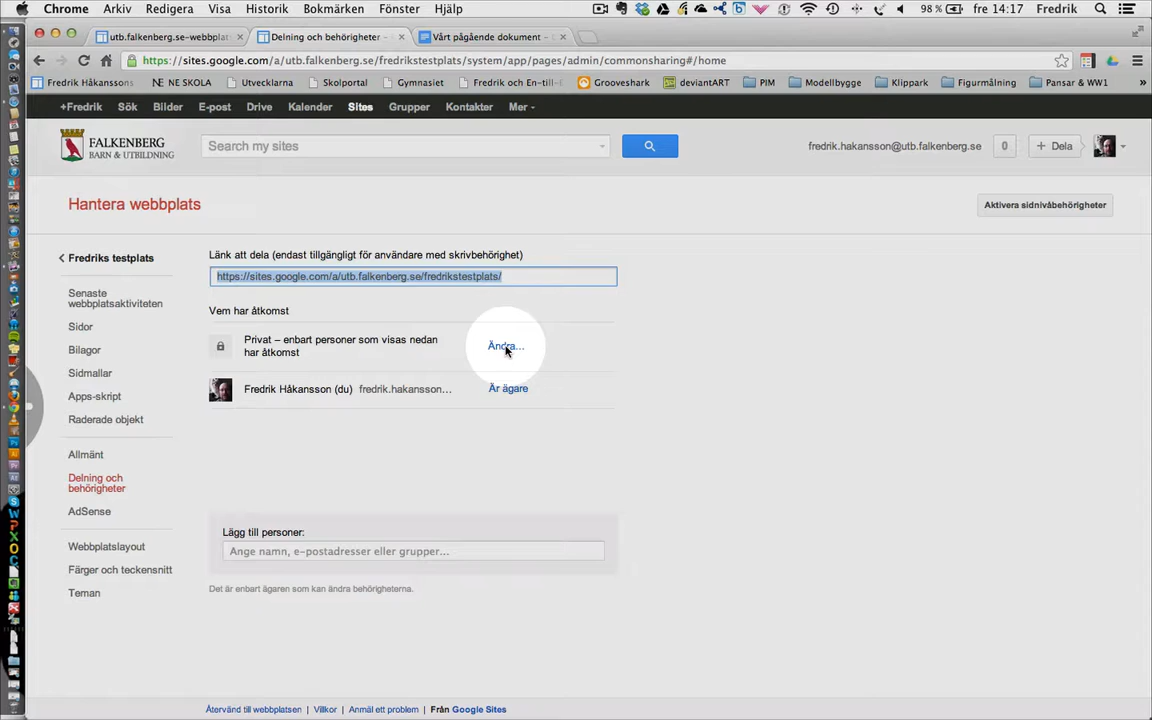 Chrome Arkiv Redigera Visa Historik Bokmärken Fönster Hjälp 98 % fre 14:17 Fredrik
utb.falkenberg.se-webbplat Delning och behörigheter - Vårt pågående dokument -
https://sites.google.com/a/utb.falkenberg.se/fredrikstestplats/system/app/pages/admin/commonsharing#/home
Fredrik Håkanssons NE NE SKOLA Utvecklarna Skolportal Gymnasiet Fredrik och En-till- Grooveshark deviantART PIM Modellbygge Klippark Figurmålning Pansar & WW1 »
+Fredrik Sök Bilder E-post Drive Kalender Sites Grupper Kontakter Mer
FALKENBERG
BARN & UTBILDNING
Search my sites
fredrik.hakansson@utb.falkenberg.se 0 + Dela
Hantera webbplats
Aktivera sidnivåbehörigheter
Fredriks testplats
Senaste
webbplatsaktiviteten
Sidor
Bilagor
Sidmallar
Apps-skript
Raderade objekt
Allmänt
Delning och
behörigheter
AdSense
Webbplatslayout
Färger och teckensnitt
Teman
Länk att dela (endast tillgängligt för användare med skrivbehörighet)
https://sites.google.com/a/utb.falkenberg.se/fredrikstestplats/
Vem har åtkomst
Privat – enbart personer som visas nedan
har åtkomst
Ändra...
Fredrik Håkansson (du) fredrik.hakansson... Är ägare
Lägg till personer:
Ange namn, e-postadresser eller grupper...
Det är enbart ägaren som kan ändra behörigheterna.
Återvänd till webbplatsen | Villkor | Anmäl ett problem | Från Google Sites